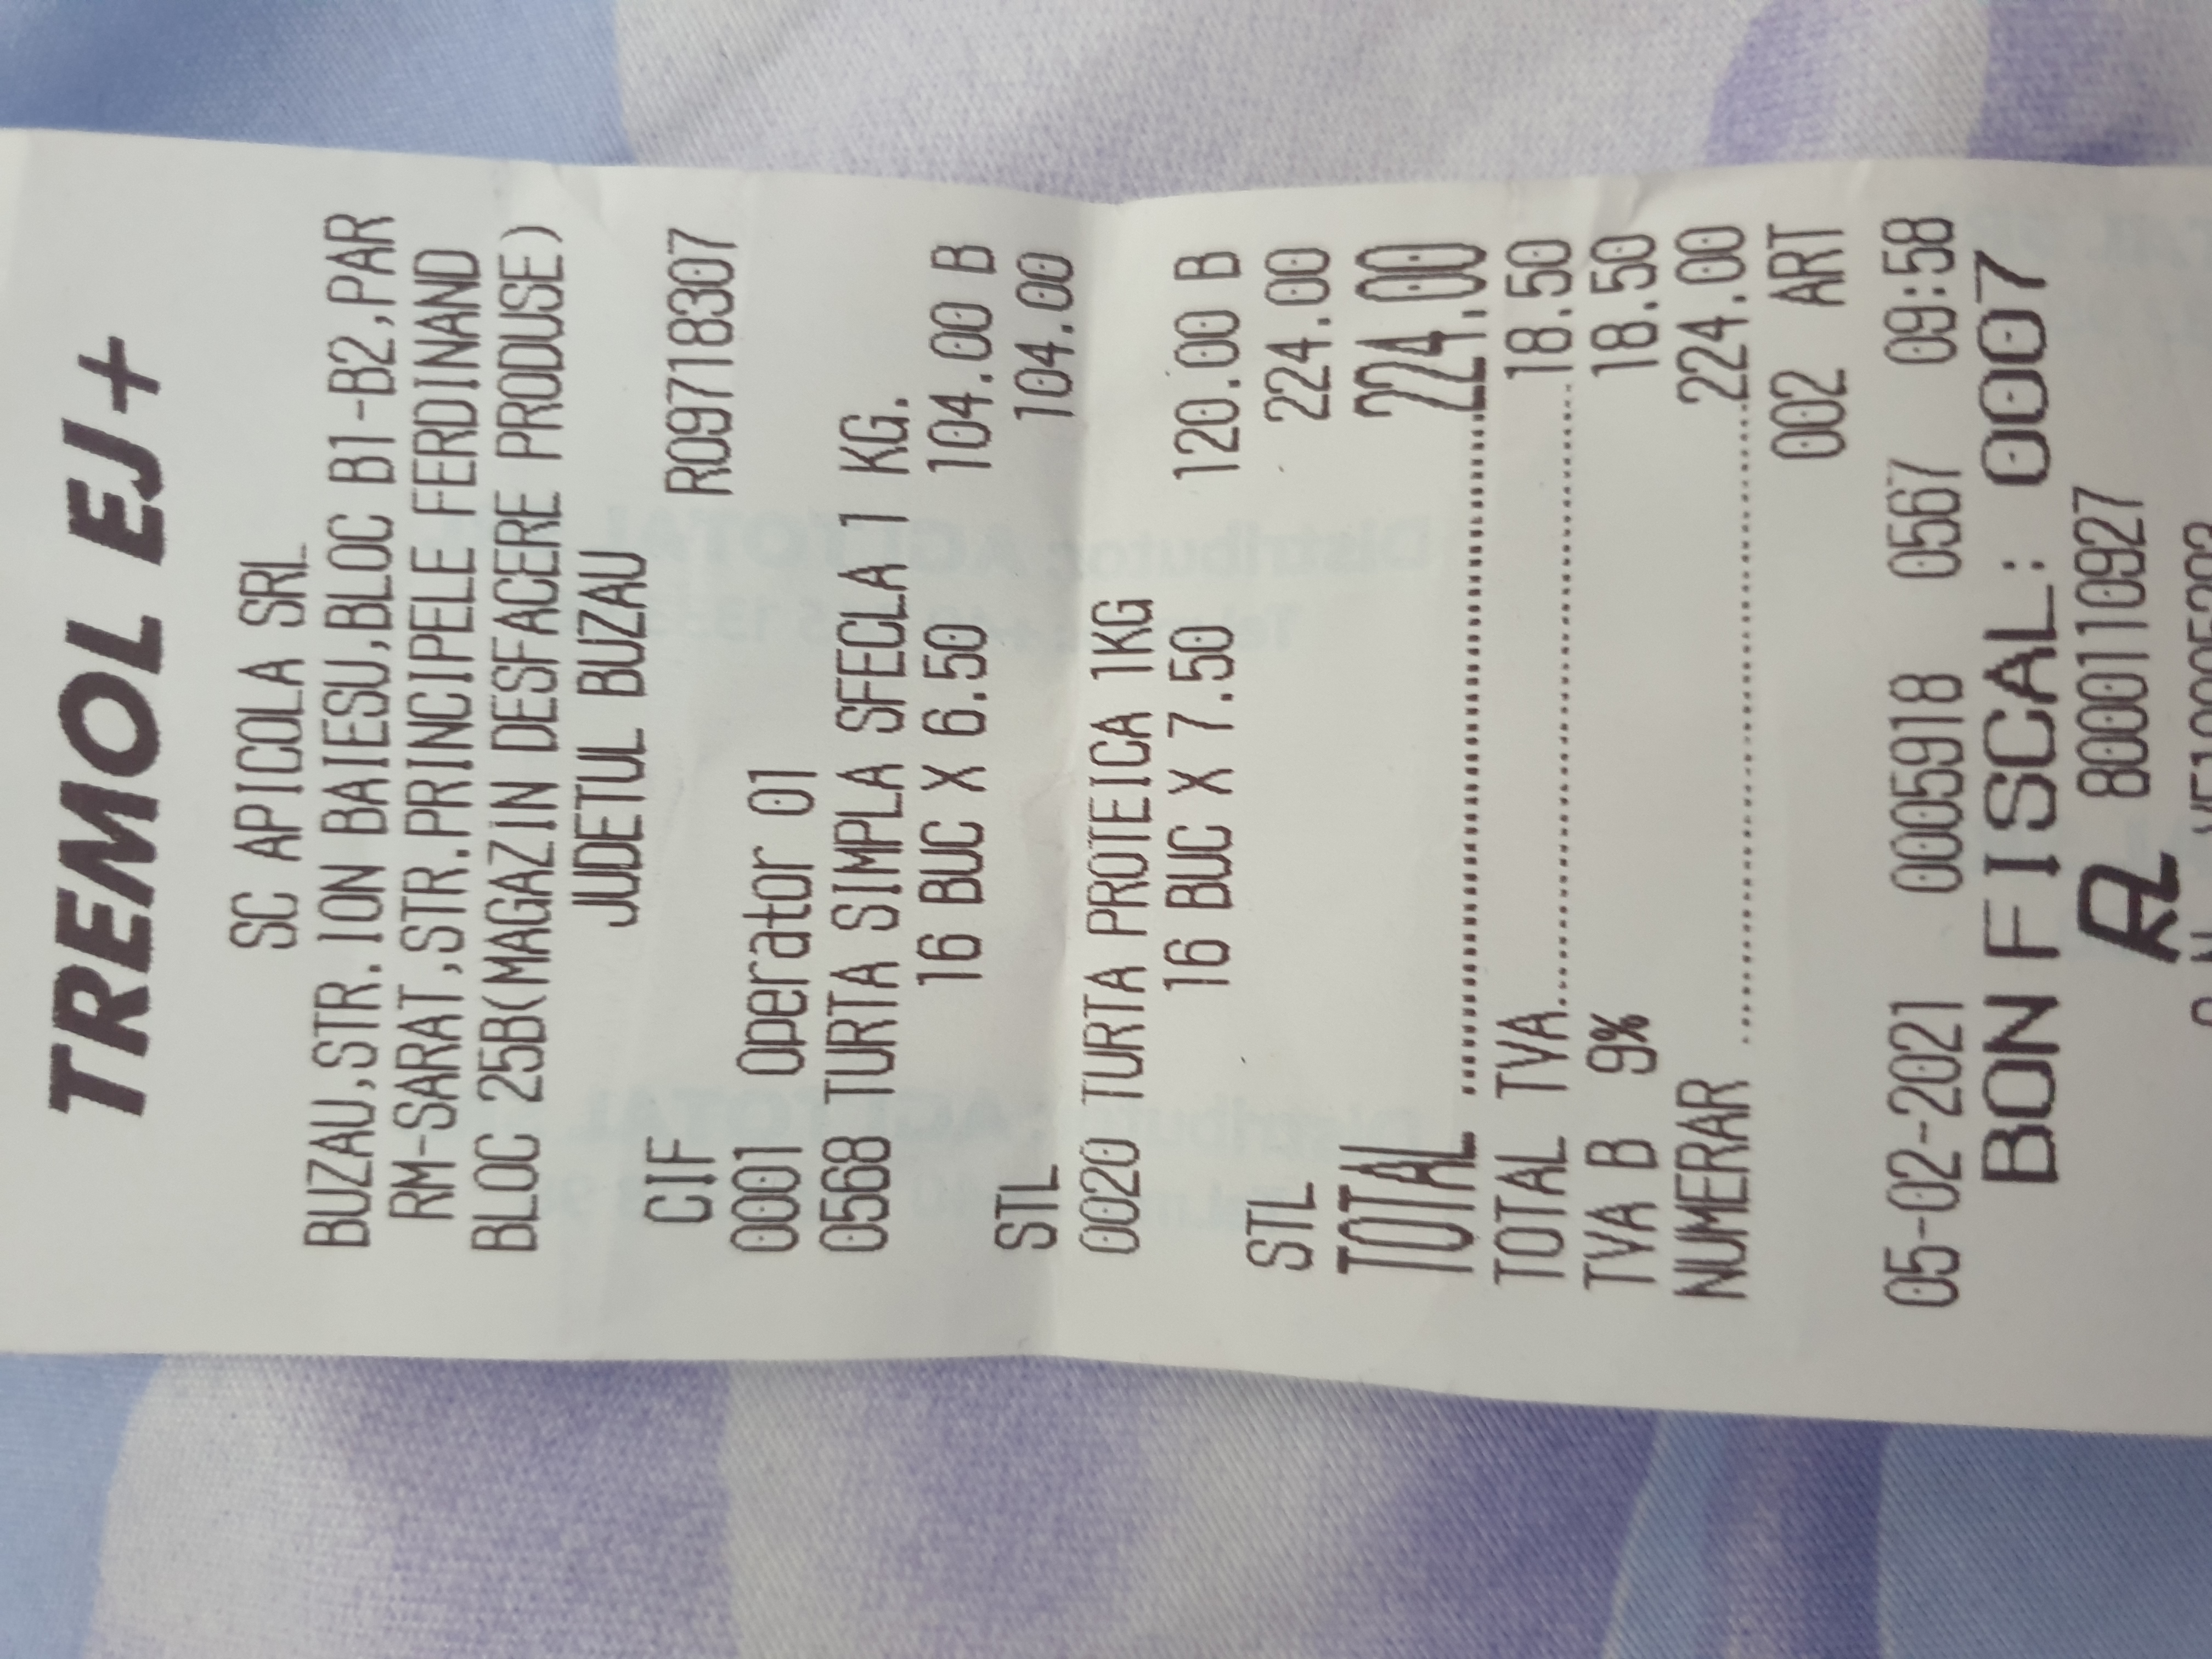 TREMOL EJ+
SC APICOLA SRL
BUZAU,STR.ION BAIESU,BLOC B1-B2,PAR
RM-SARAT,STR.PRINCIPELE FERDINAND
BLOC 25B(MAGAZIN DESFACERE PRODUSE)
JUDETUL BUZAU
CIF RO9718307
0001 Operator 01
0568 TURTA SIMPLA SFECLA 1 KG.
16 BUC X 6.50 104.00 B
STL 104.00
0020 TURTA PROTEICA 1KG
16 BUC X 7.50 120.00 B
STL 224.00
TOTAL 224.00
TOTAL TVA 18.50
TVA B 9% 18.50
NUMERAR 224.00
002 ART
05-02-2021 0005918 0567 09:58
BON FISCAL: 0007
8000110927